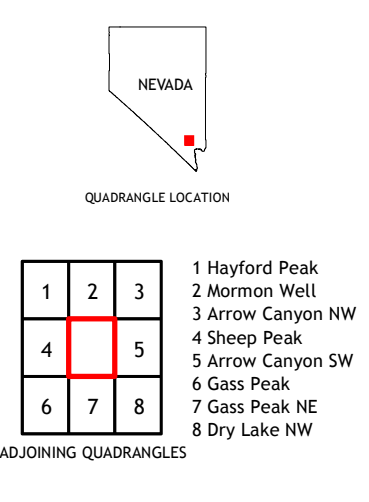 NEVADA
QUADRANGLE LOCATION
1 2 3
4 5
6 7 8
ADJOINING QUADRANGLES
1 Hayford Peak
2 Mormon Well
3 Arrow Canyon NW
4 Sheep Peak
5 Arrow Canyon SW
6 Gass Peak
7 Gass Peak NE
8 Dry Lake NW